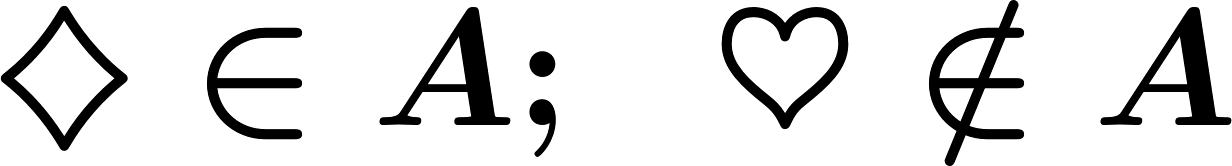 ♢ ∈ 𝑨; ♡ ∉ 𝑨